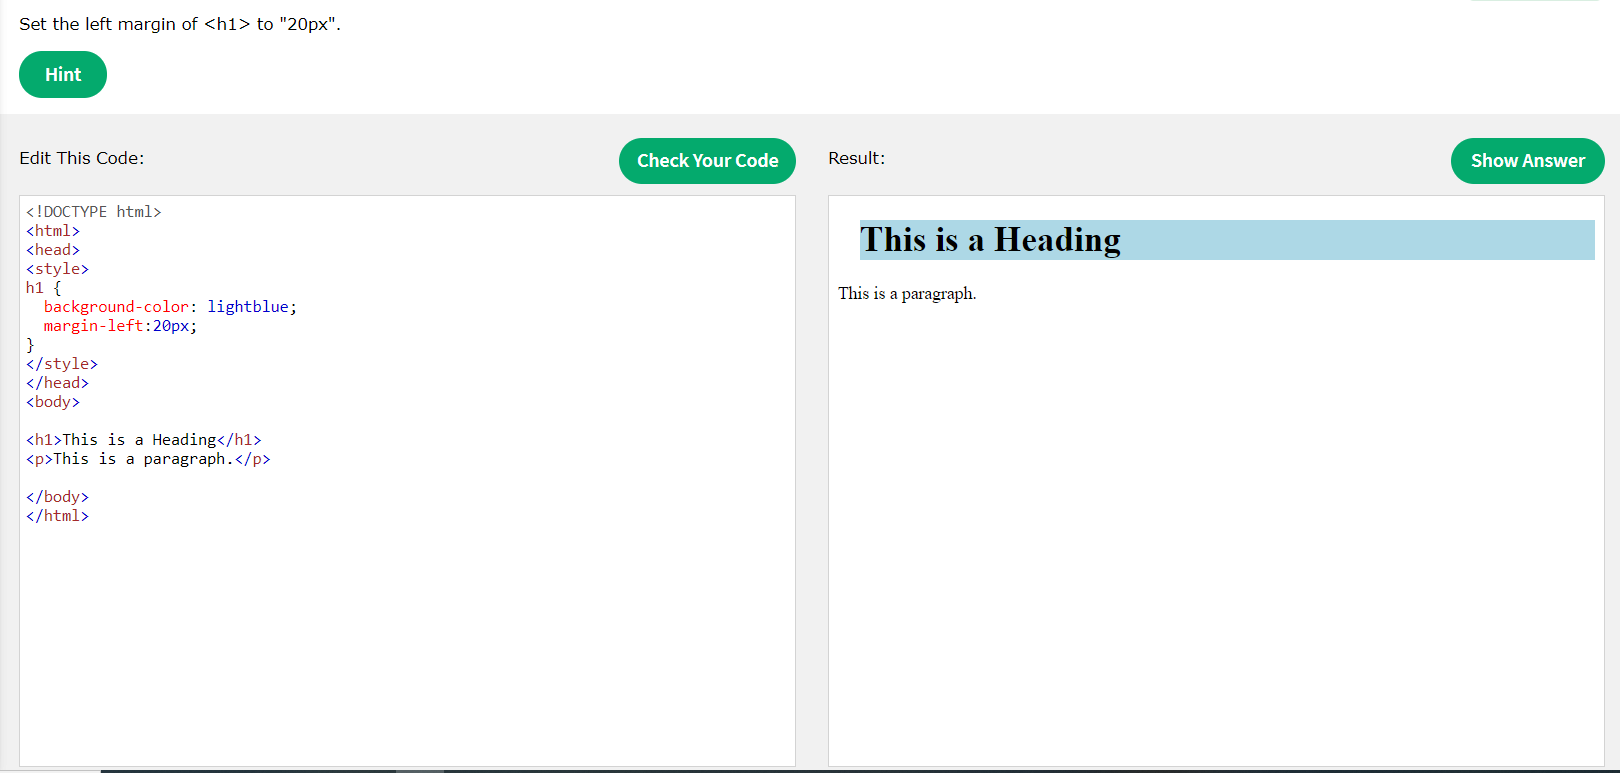 Set the left margin of <h1> to "20px".
Hint
Edit This Code:
Check Your Code
Result:
Show Answer
<!DOCTYPE html>
<html>
<head>
<style>
h1 {
  background-color: lightblue;
  margin-left:20px;
}
</style>
</head>
<body>
<h1>This is a Heading</h1>
<p>This is a paragraph.</p>
</body>
</html>
This is a Heading
This is a paragraph.